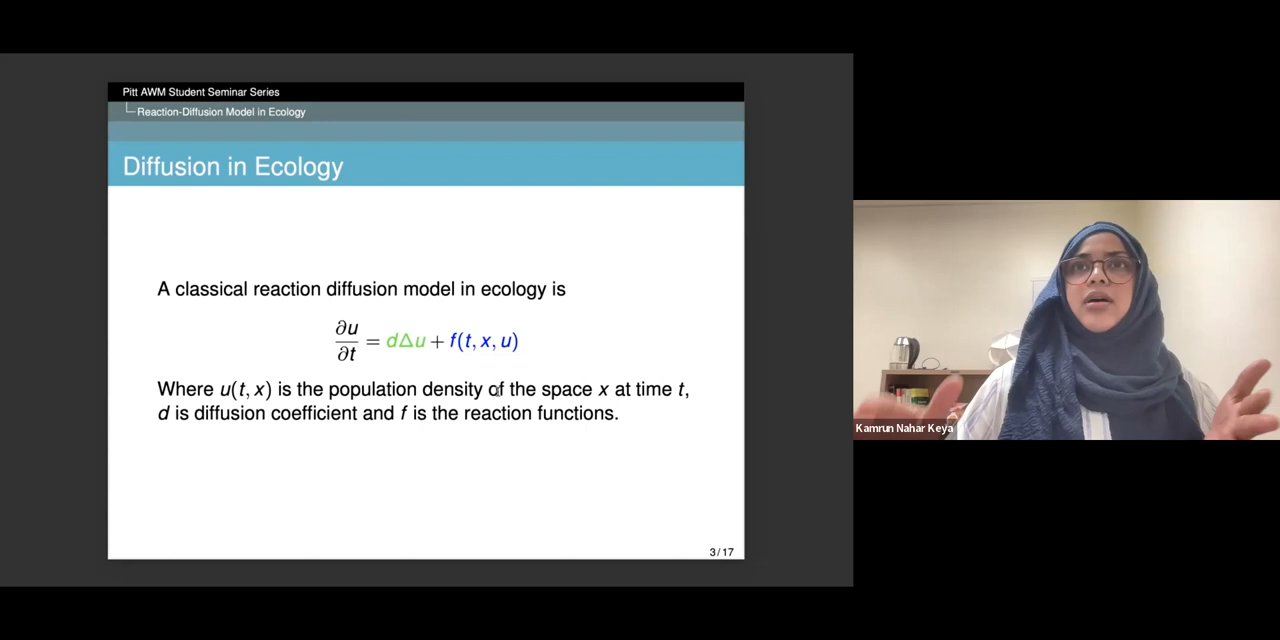 Pitt AWM Student Seminar Series
Reaction-Diffusion Model in Ecology
Diffusion in Ecology
A classical reaction diffusion model in ecology is
∂u/∂t = dΔu + f(t, x, u)
Where u(t, x) is the population density of the space x at time t,
d is diffusion coefficient and f is the reaction functions.
3 / 17
Kamrun Nahar Keya